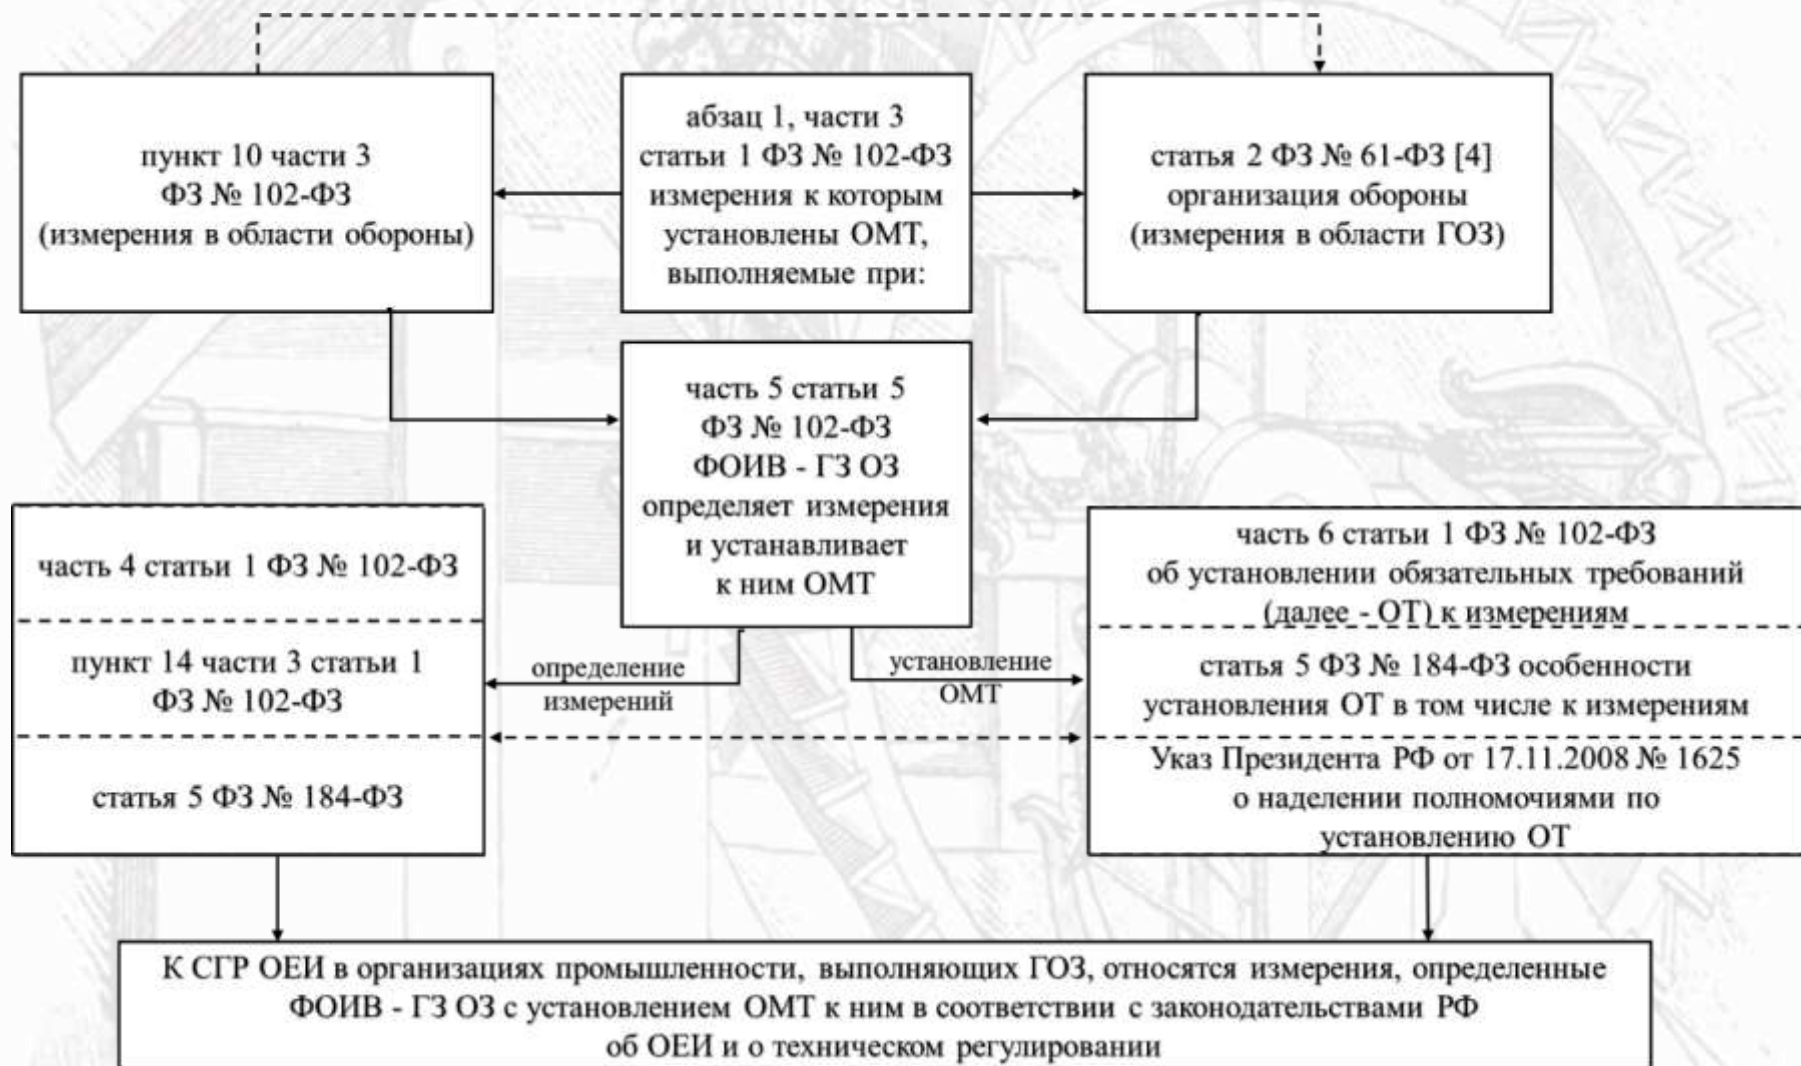 пункт 10 части 3
ФЗ № 102-ФЗ
(измерения в области обороны)
абзац 1, части 3
статьи 1 ФЗ № 102-ФЗ
измерения к которым
установлены ОМТ,
выполняемые при:
статья 2 ФЗ № 61-ФЗ [4]
организация обороны
(измерения в области ГОЗ)
часть 5 статьи 5
ФЗ № 102-ФЗ
ФОИВ - ГЗ ОЗ
определяет измерения
и устанавливает
к ним ОМТ
часть 4 статьи 1 ФЗ № 102-ФЗ
пункт 14 части 3 статьи 1
ФЗ № 102-ФЗ
статья 5 ФЗ № 184-ФЗ
определение
измерений
установление
ОМТ
часть 6 статьи 1 ФЗ № 102-ФЗ
об установлении обязательных требований
(далее - ОТ) к измерениям
статья 5 ФЗ № 184-ФЗ особенности
установления ОТ в том числе к измерениям
Указ Президента РФ от 17.11.2008 № 1625
о наделении полномочиями по
установлению ОТ
К СГР ОЕИ в организациях промышленности, выполняющих ГОЗ, относятся измерения, определенные
ФОИВ - ГЗ ОЗ с установлением ОМТ к ним в соответствии с законодательствами РФ
об ОЕИ и о техническом регулировании